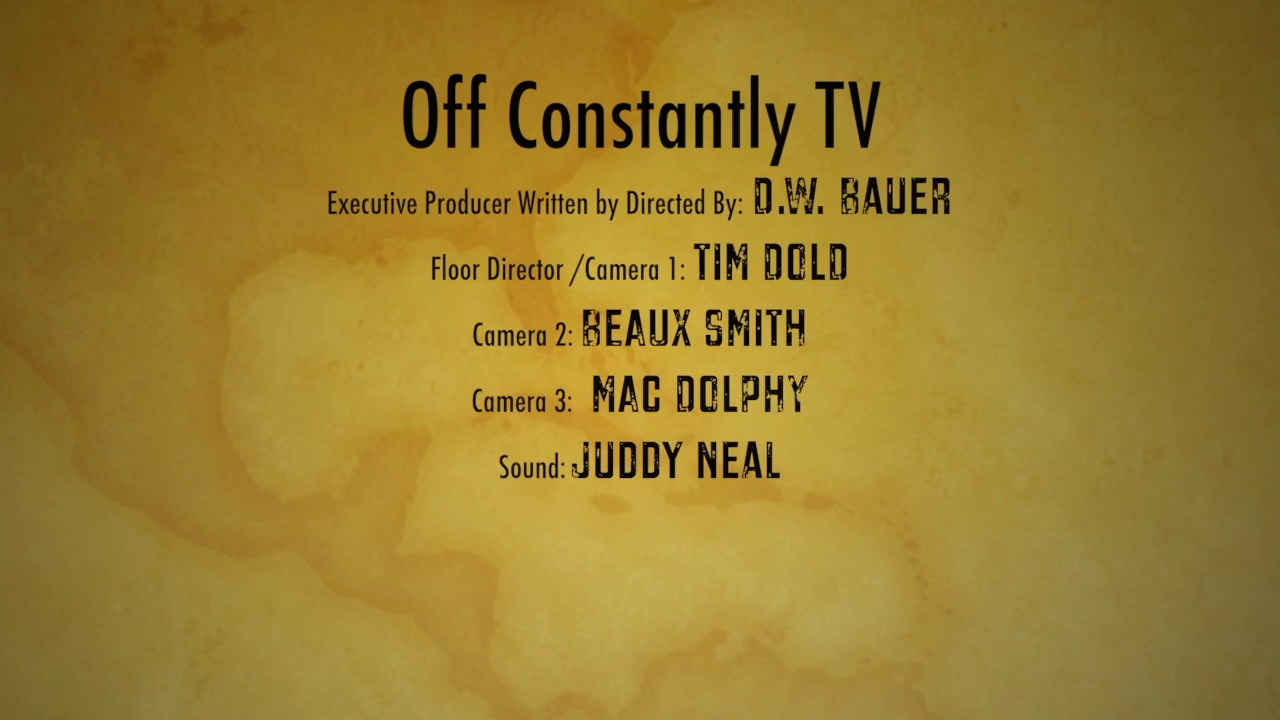 Off Constantly TV
Executive Producer Written by Directed By: D.W. BAUER
Floor Director /Camera 1: TIM DOLD
Camera 2: BEAUX SMITH
Camera 3: MAC DOLPHY
Sound: JUDDY NEAL